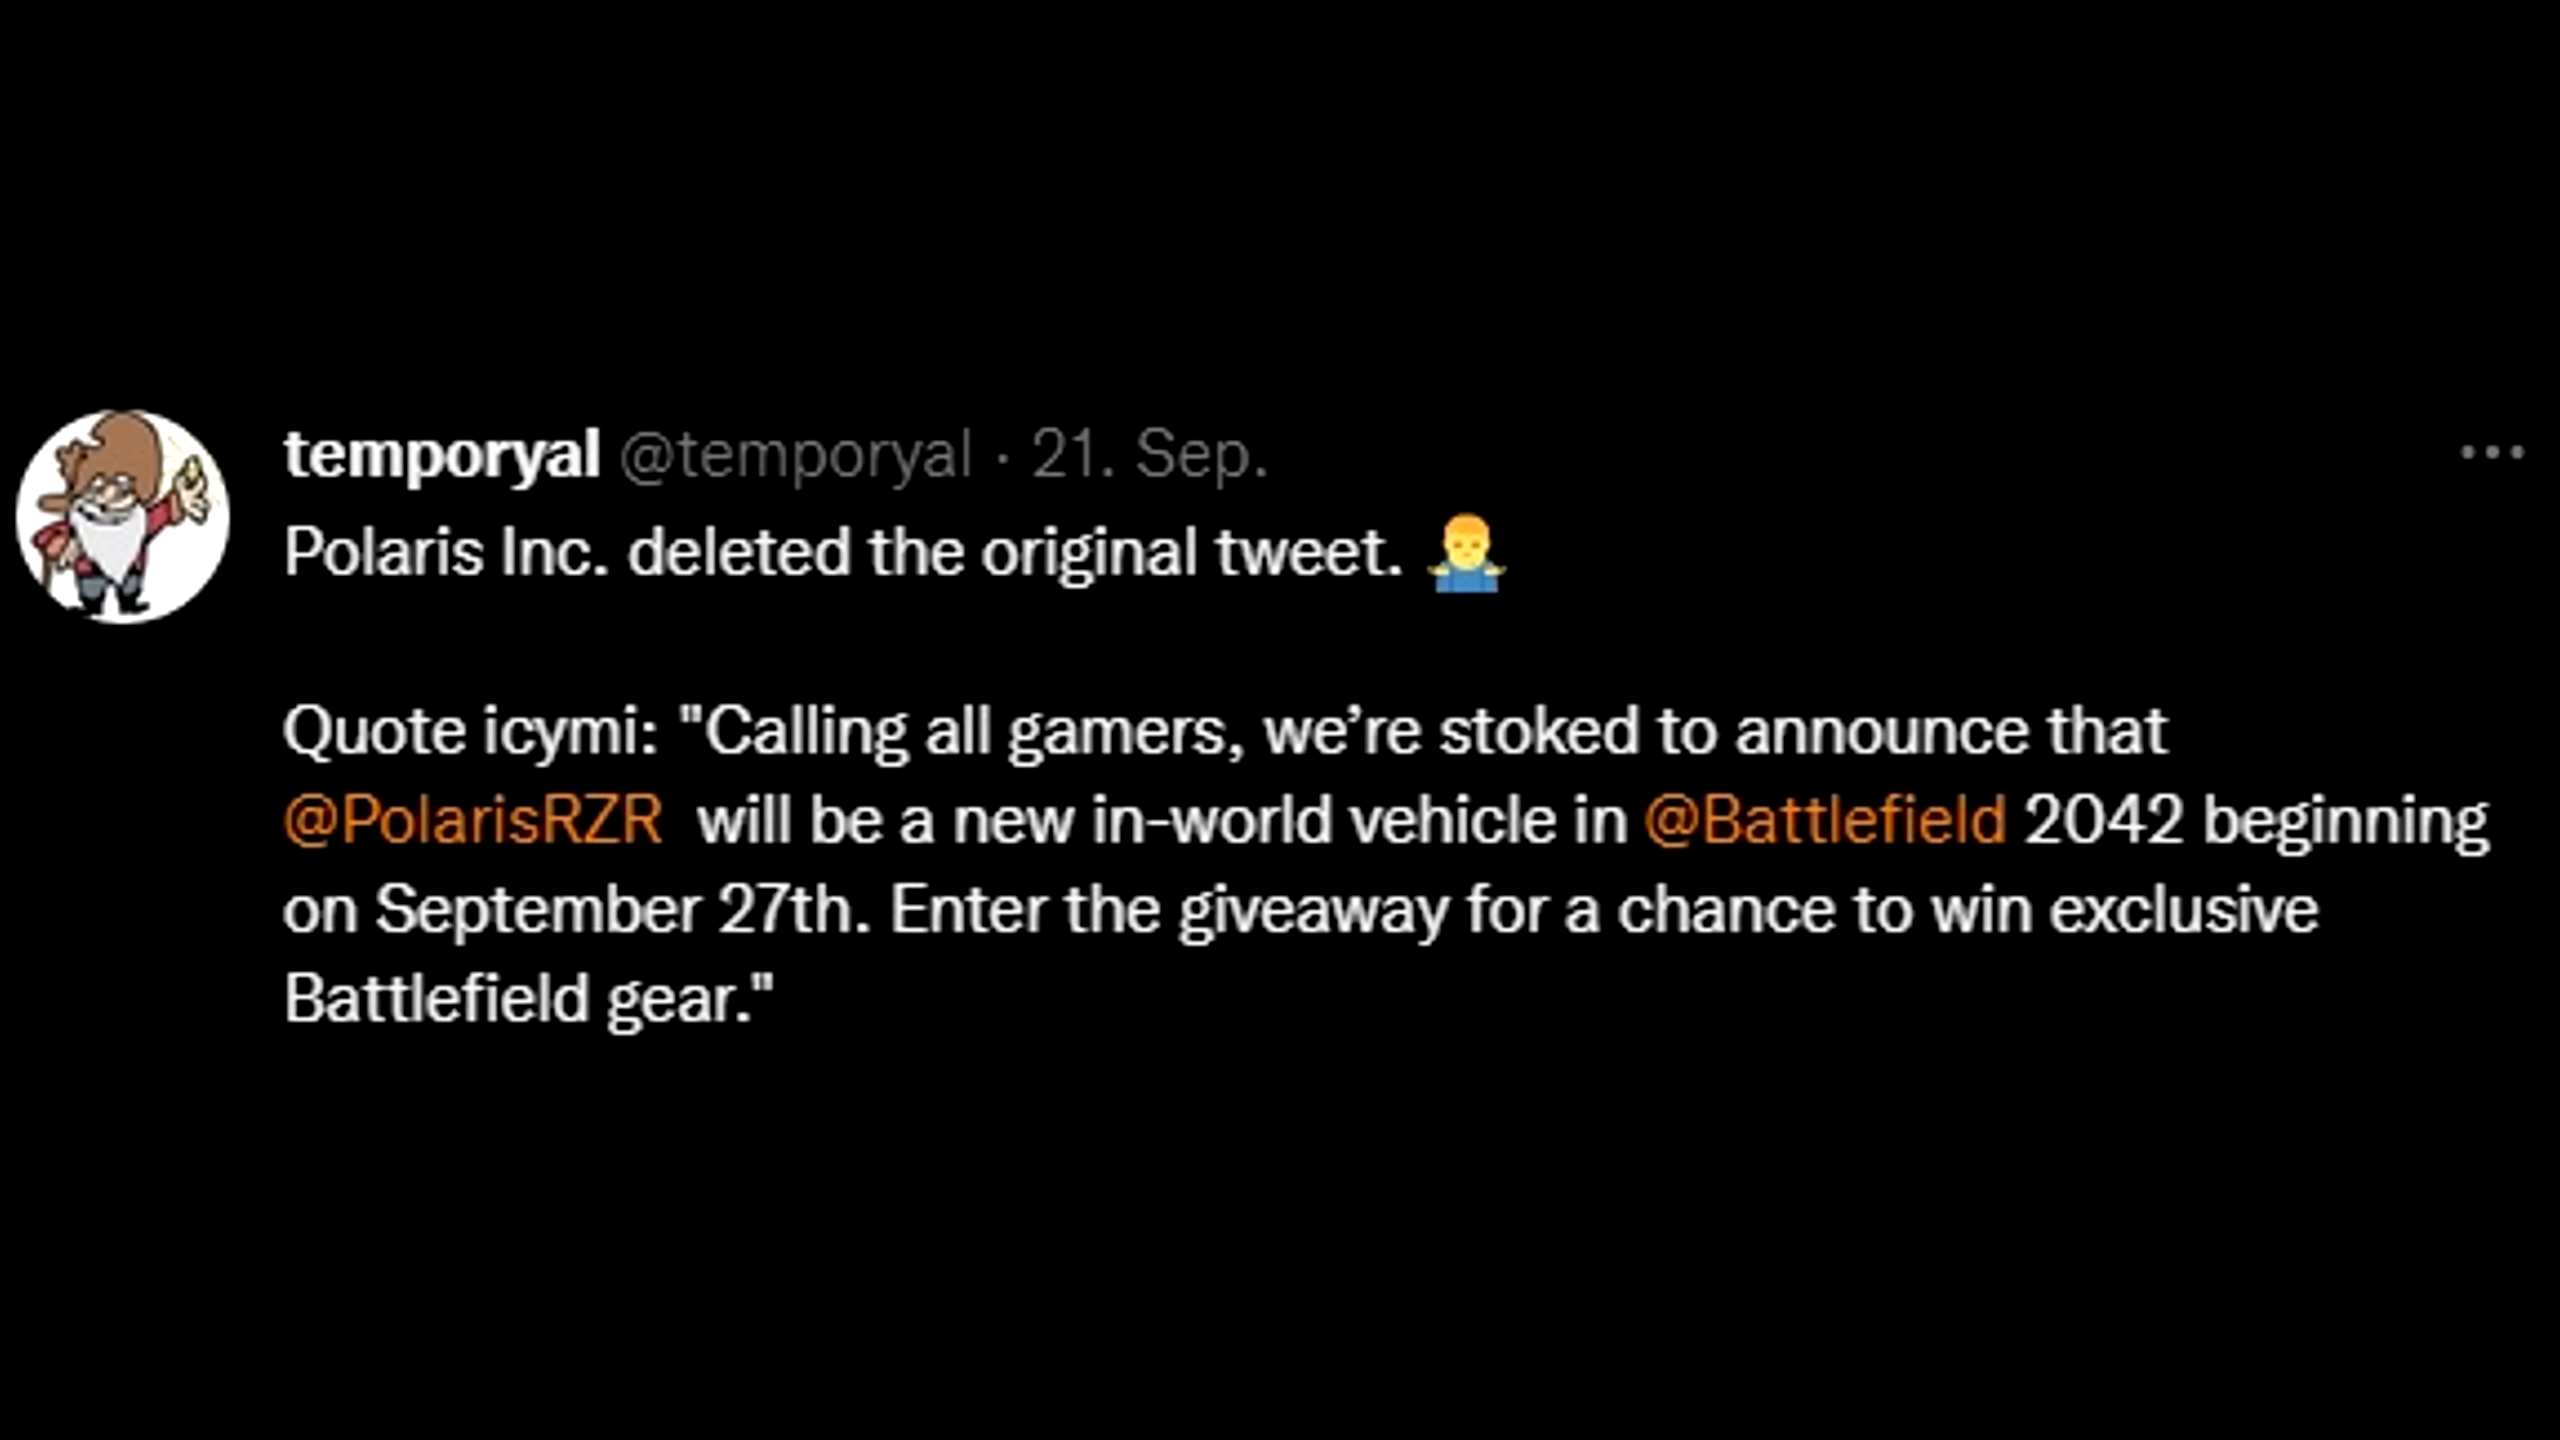 temporyal @temporyal · 21. Sep.
Polaris Inc. deleted the original tweet. 🤷‍♂️
Quote icymi: "Calling all gamers, we’re stoked to announce that
@PolarisRZR will be a new in-world vehicle in @Battlefield 2042 beginning
on September 27th. Enter the giveaway for a chance to win exclusive
Battlefield gear."